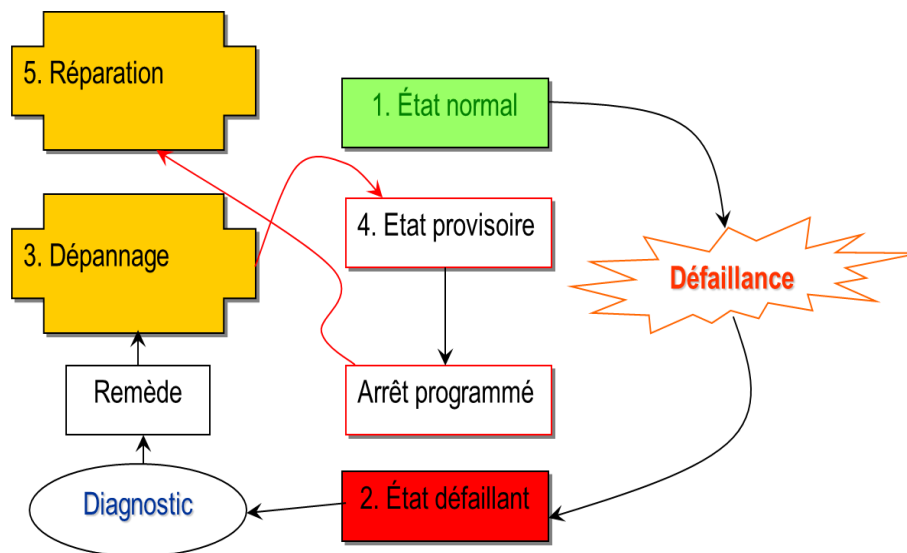 5. Réparation
1. État normal
3. Dépannage
4. Etat provisoire
Défaillance
Remède
Arrêt programmé
Diagnostic
2. État défaillant